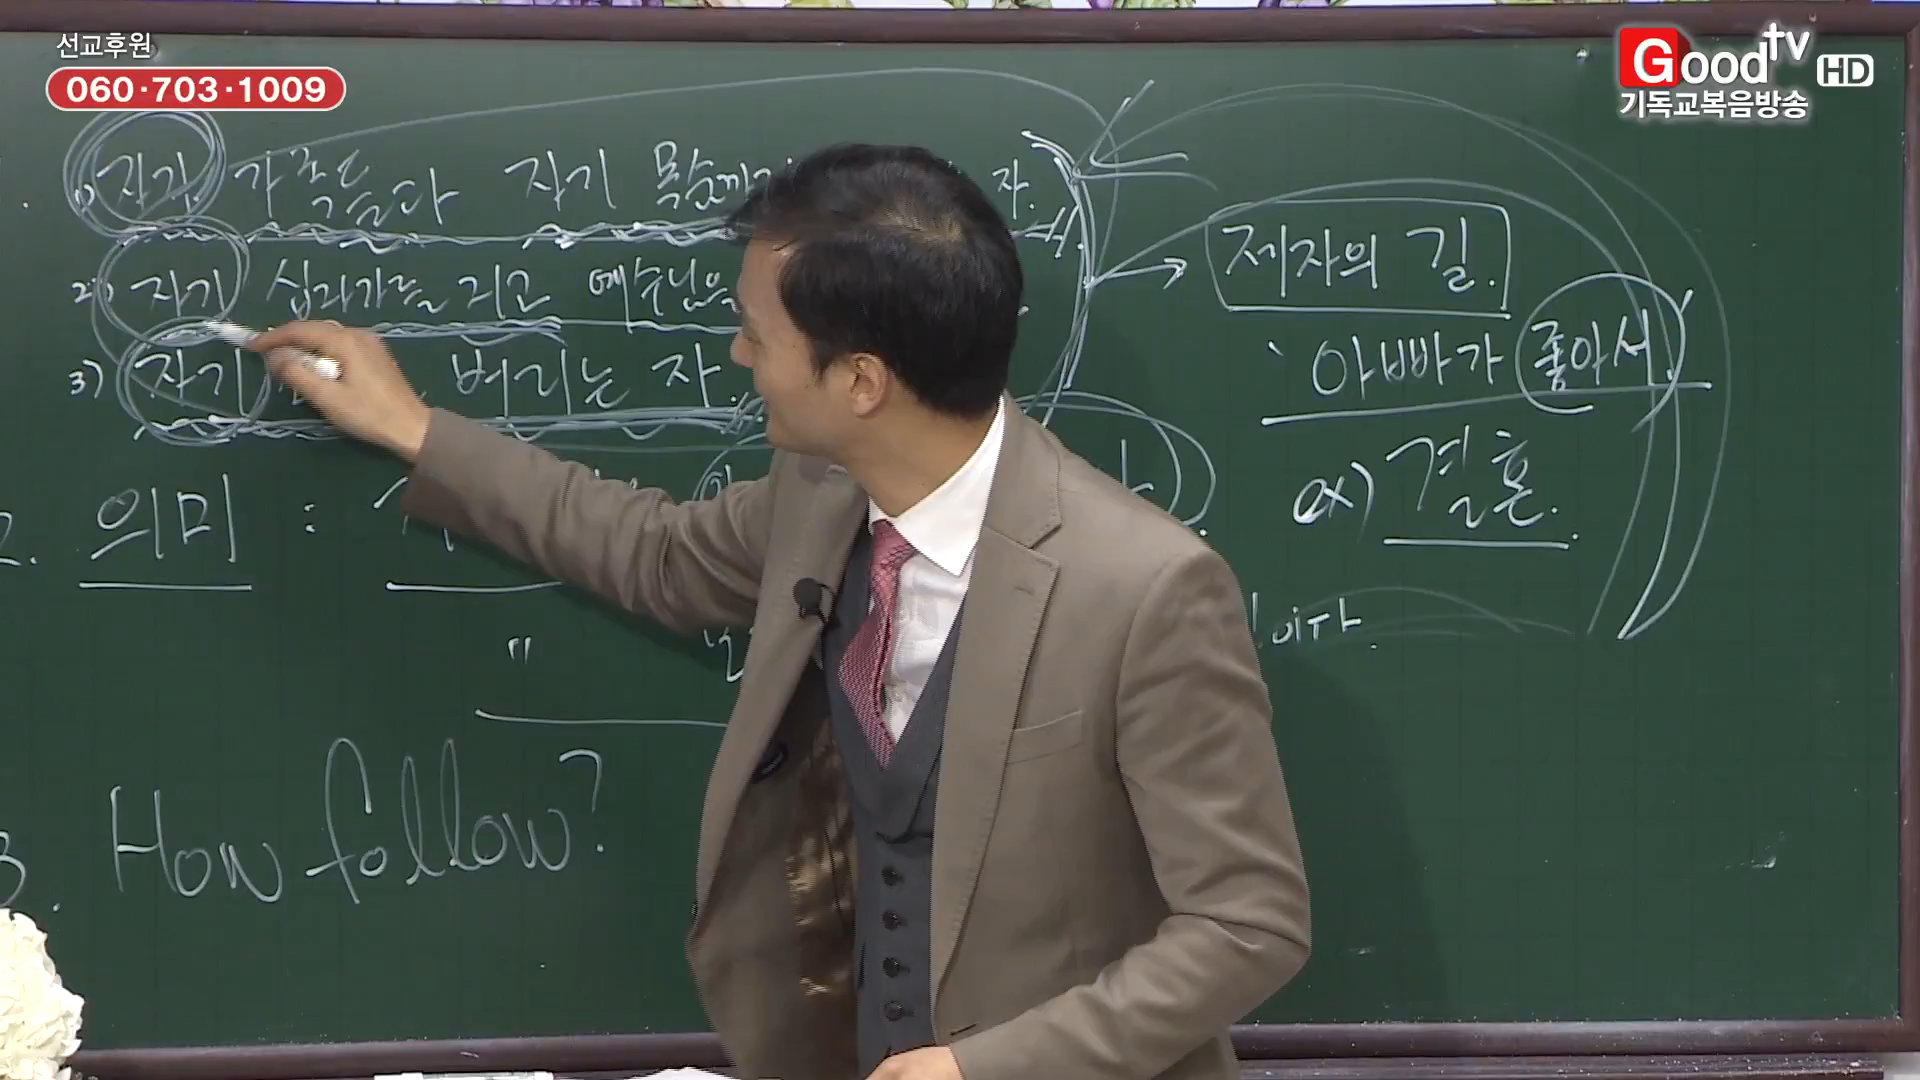 선교후원
060·703·1009
Good tv HD
기독교복음방송
1) 자기 가족들다 자기 목숨까지 자.
2) 자기 십자가를 지고 예수님을
3) 자기 버리는 자.
제자의 길.
아빠가 좋아서!
ex) 결혼.
2. 의미 :
" 이다.
3. How follow?